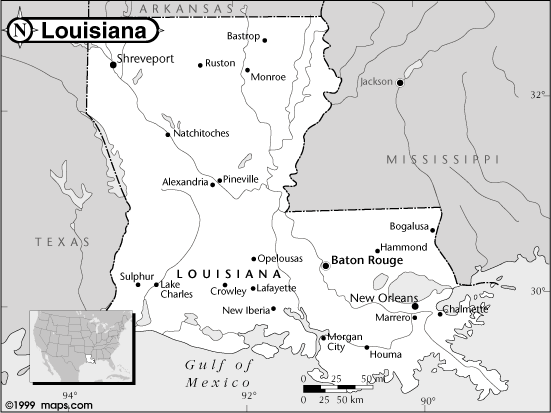 ARKANSAS
N
Louisiana
Bastrop
Shreveport
Ruston
Monroe
Jackson
32°
Natchitoches
MISSISSIPPI
Alexandria
Pineville
Bogalusa
TEXAS
Hammond
Opelousas
Baton Rouge
LOUISIANA
Sulphur
Lake
Charles
Crowley
Lafayette
30°
New Orleans
New Iberia
Marrero
Chalmette
Morgan
City
Houma
Gulf of
Mexico
0 25 50 mi
0 25 50 km
94°
92°
90°
©1999 maps.com